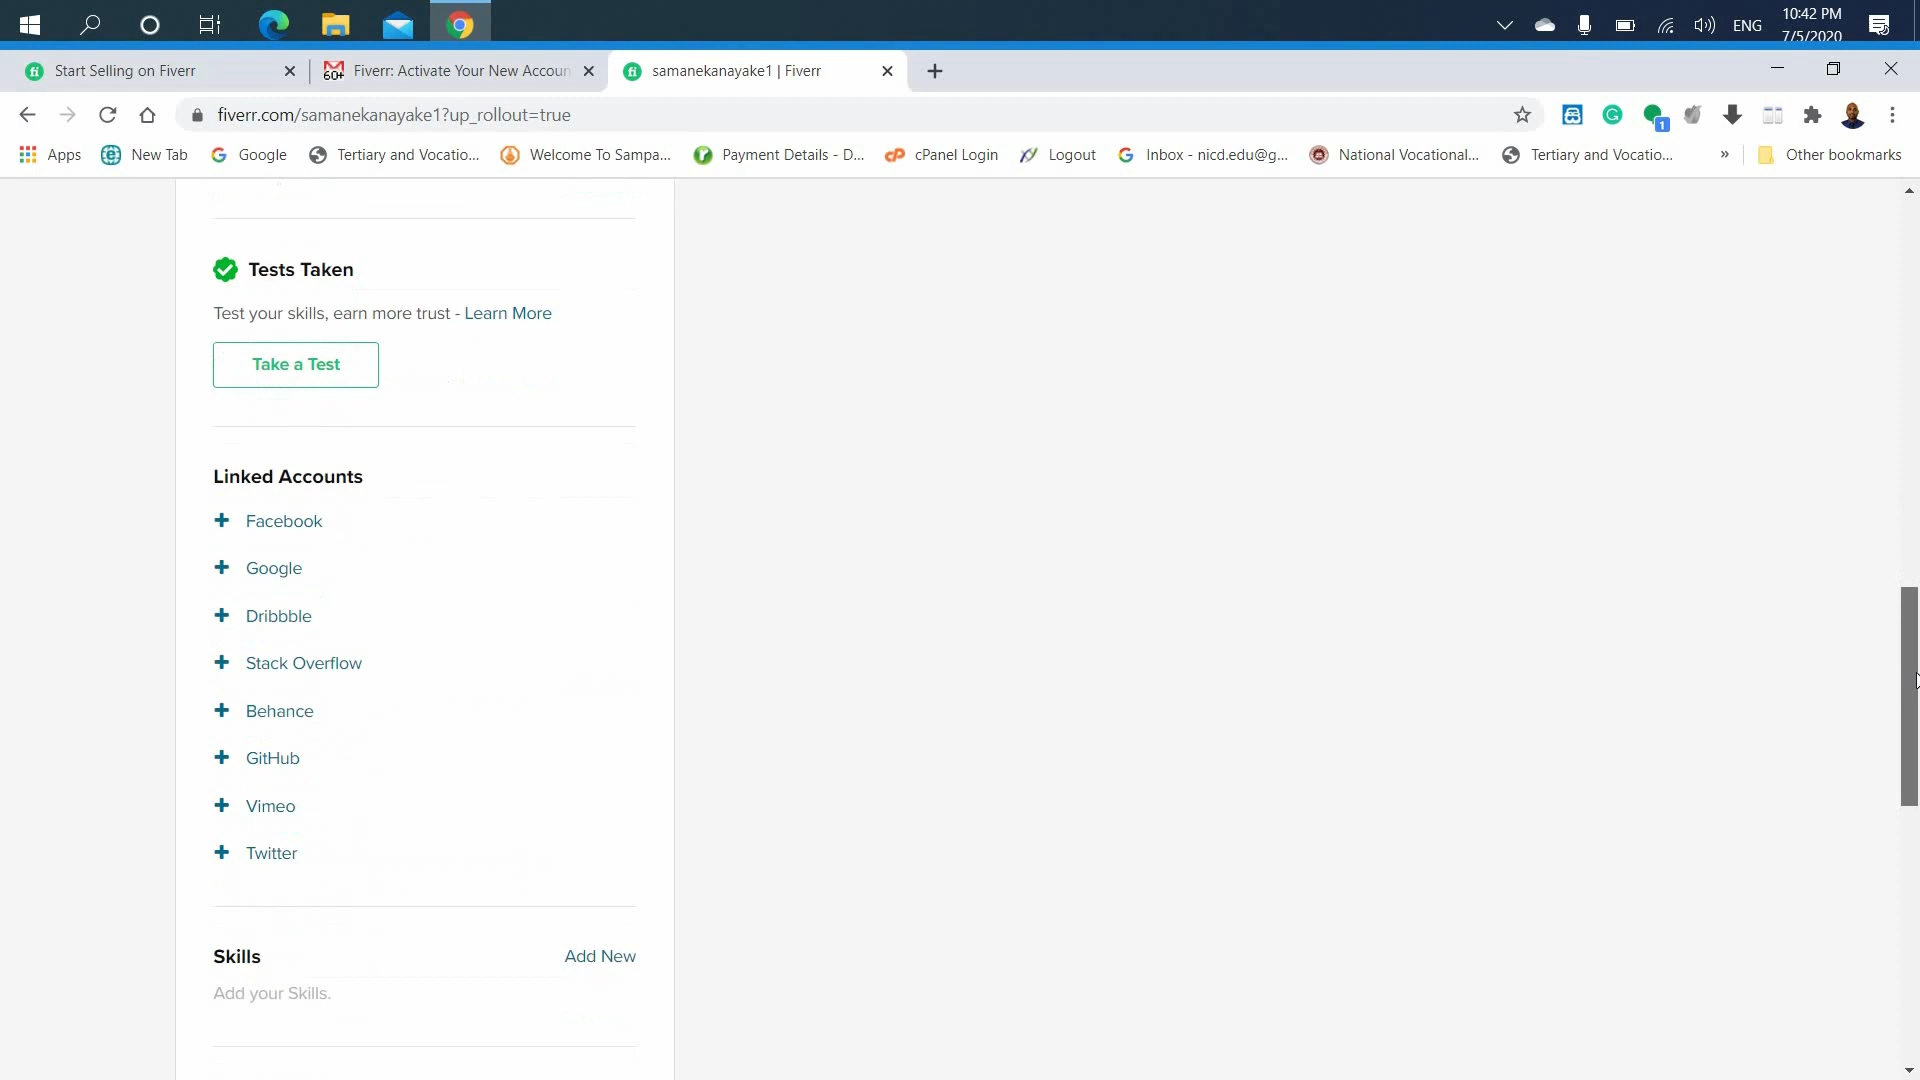 ENG
10:42 PM
7/5/2020
Start Selling on Fiverr
60+
Fiverr: Activate Your New Accoun
samanekanayake1 | Fiverr
fiverr.com/samanekanayake1?up_rollout=true
1
Apps
New Tab
Google
Tertiary and Vocatio...
Welcome To Sampa...
Payment Details - D...
cPanel Login
Logout
Inbox - nicd.edu@g...
National Vocational...
Tertiary and Vocatio...
»
Other bookmarks
Tests Taken
Test your skills, earn more trust - Learn More
Take a Test
Linked Accounts
+ Facebook
+ Google
+ Dribbble
+ Stack Overflow
+ Behance
+ GitHub
+ Vimeo
+ Twitter
Skills Add New
Add your Skills.